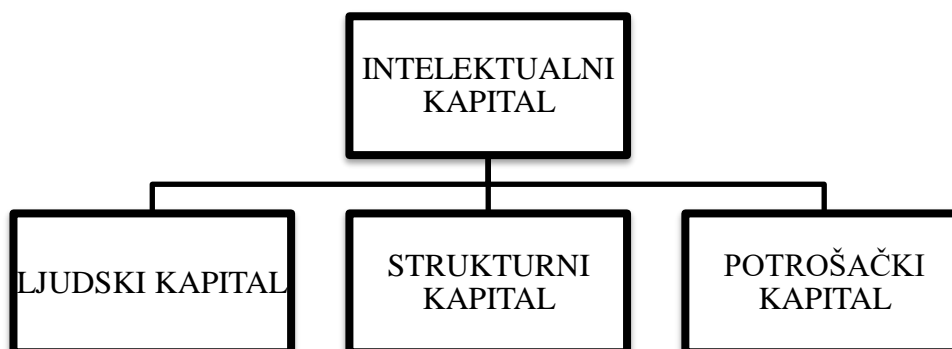 INTELEKTUALNI
KAPITAL
LJUDSKI KAPITAL
STRUKTURNI
KAPITAL
POTROŠAČKI
KAPITAL